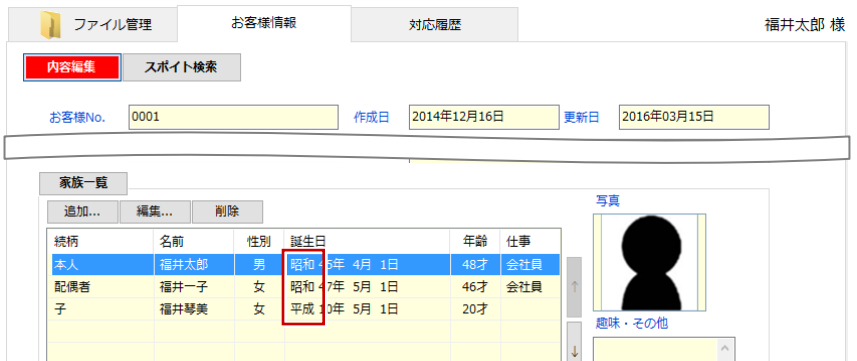 ファイル管理 お客様情報 対応履歴 福井太郎 様
内容編集 スポイト検索
お客様No. 0001 作成日 2014年12月16日 更新日 2016年03月15日
家族一覧
追加... 編集... 削除
写真
続柄 名前 性別 誕生日 年齢 仕事
本人 福井太郎 男 昭和 45年 4月 1日 48才 会社員
配偶者 福井一子 女 昭和 47年 5月 1日 46才 会社員 ↑
子 福井琴美 女 平成 10年 5月 1日 20才
趣味・その他
↓